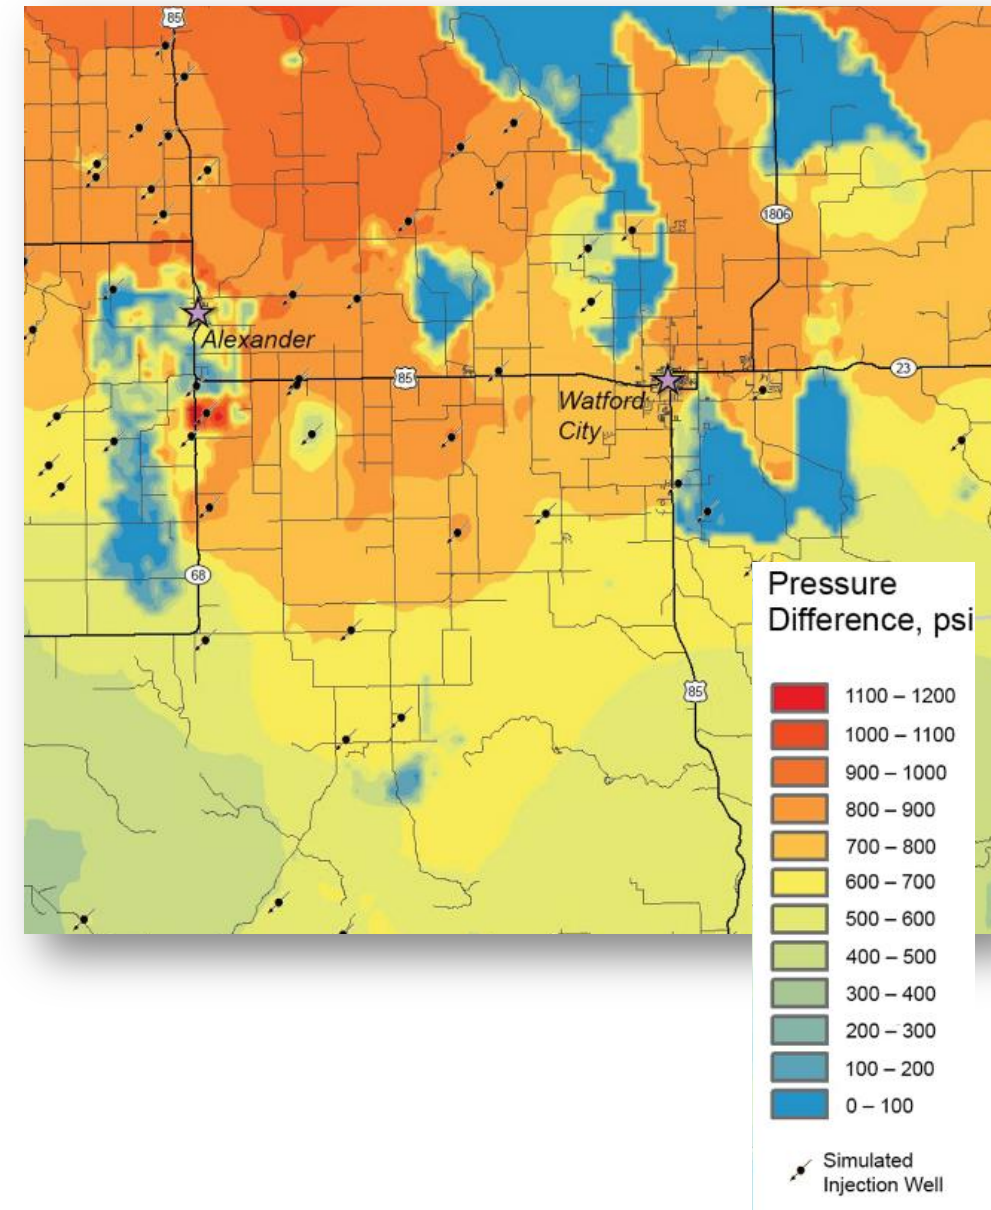 85
1806
Alexander
85
23
Watford
City
68
85
Pressure
Difference, psi
1100 – 1200
1000 – 1100
900 – 1000
800 – 900
700 – 800
600 – 700
500 – 600
400 – 500
300 – 400
200 – 300
100 – 200
0 – 100
Simulated
Injection Well